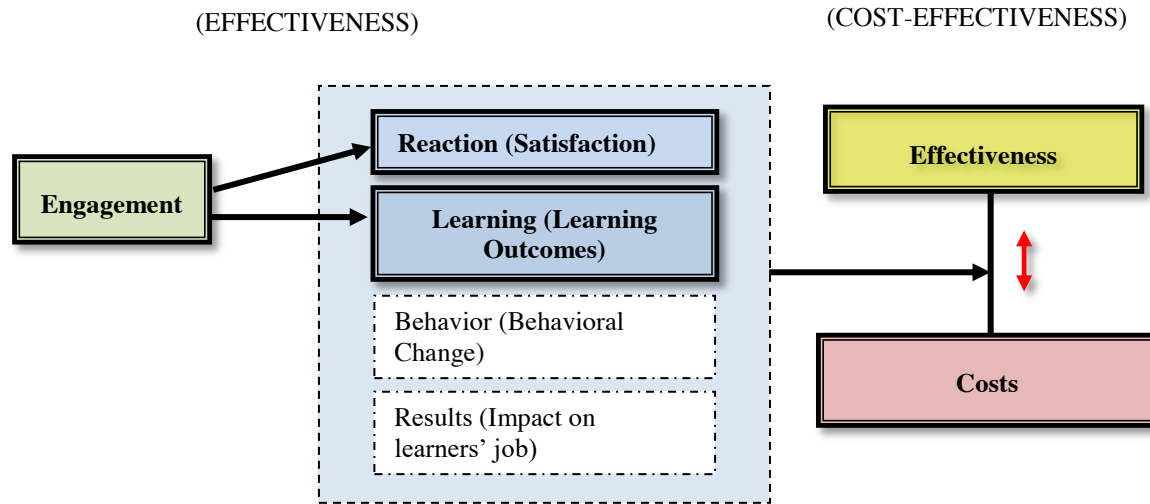 (EFFECTIVENESS)
(COST-EFFECTIVENESS)
Engagement
Reaction (Satisfaction)
Learning (Learning
Outcomes)
Behavior (Behavioral
Change)
Results (Impact on
learners’ job)
Effectiveness
Costs